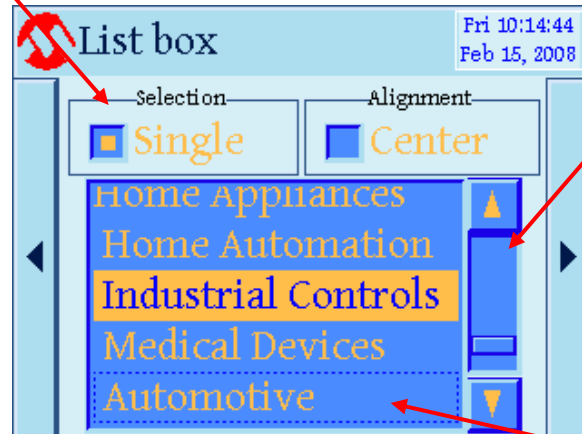 List box
Fri 10:14:44
Feb 15, 2008
Selection
Alignment
Single
Center
Home Appliances
Home Automation
Industrial Controls
Medical Devices
Automotive